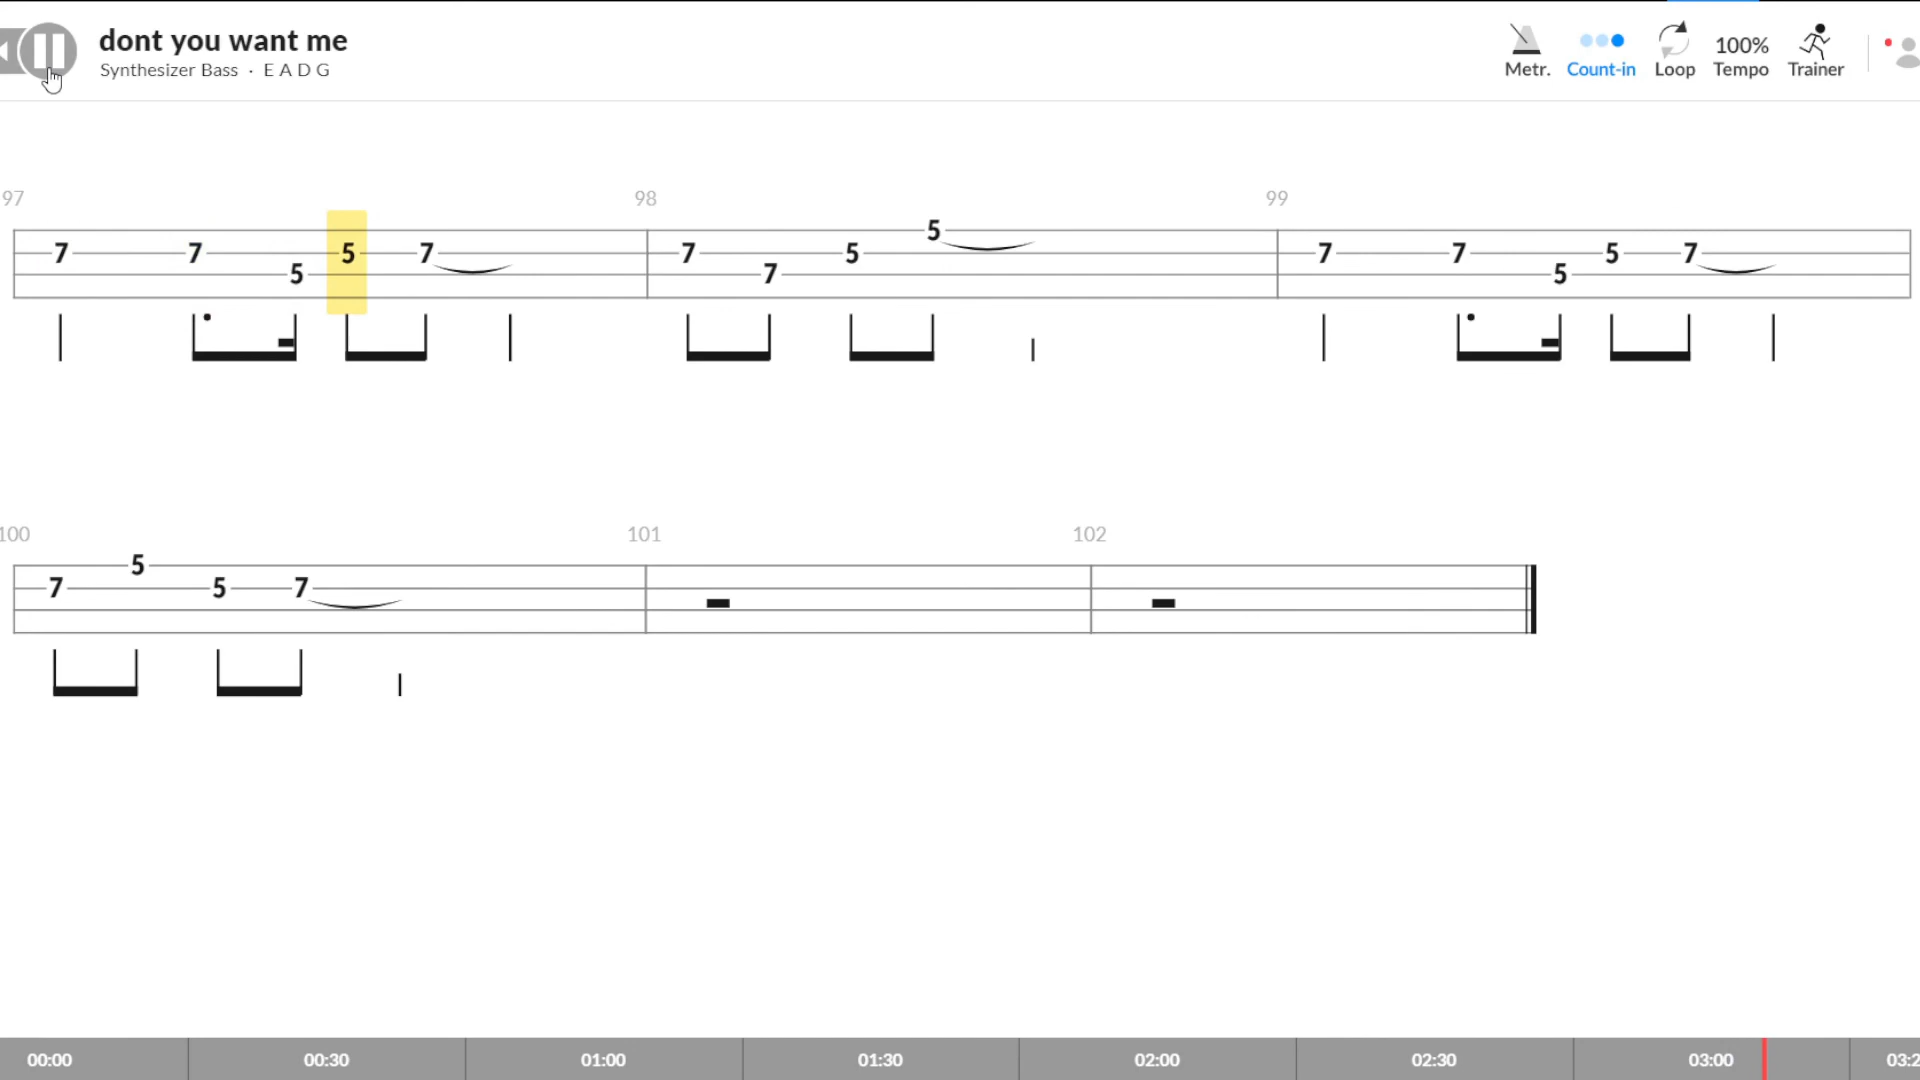 dont you want me
Synthesizer Bass · E A D G
Metr.
Count-in
Loop
100%
Tempo
Trainer
97 98 99
5
7 7 5 7 7 5 7 7 5 7
5 7 5
100 101 102
5
7 5 7
00:00 00:30 01:00 01:30 02:00 02:30 03:00 03:2